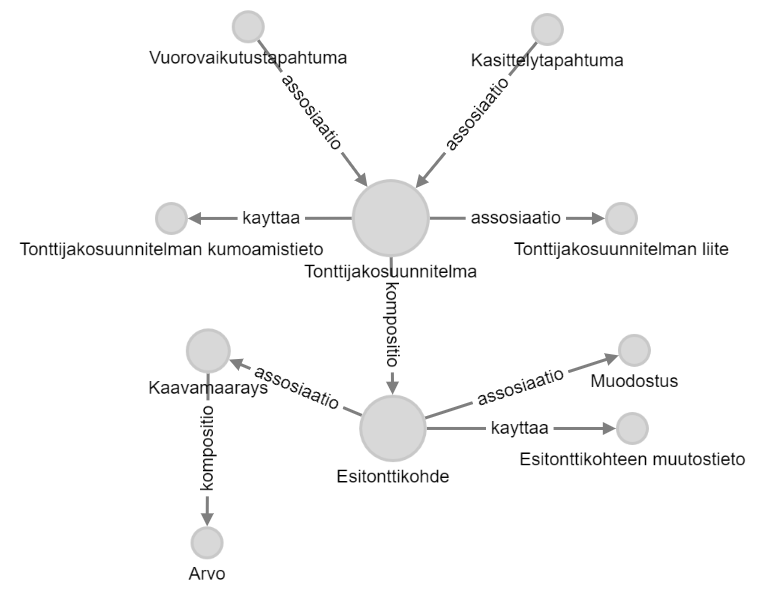 Vuorovaikutustapahtuma
Kasittelytapahtuma
assosiaatio
assosiaatio
kayttaa
assosiaatio
Tonttijakosuunnitelman kumoamistieto
Tonttijakosuunnitelman liite
Tonttijakosuunnitelma
kompositio
Kaavamaarays
assosiaatio
assosiaatio
Muodostus
kayttaa
kompositio
Esitonttikohteen muutostieto
Esitonttikohde
Arvo